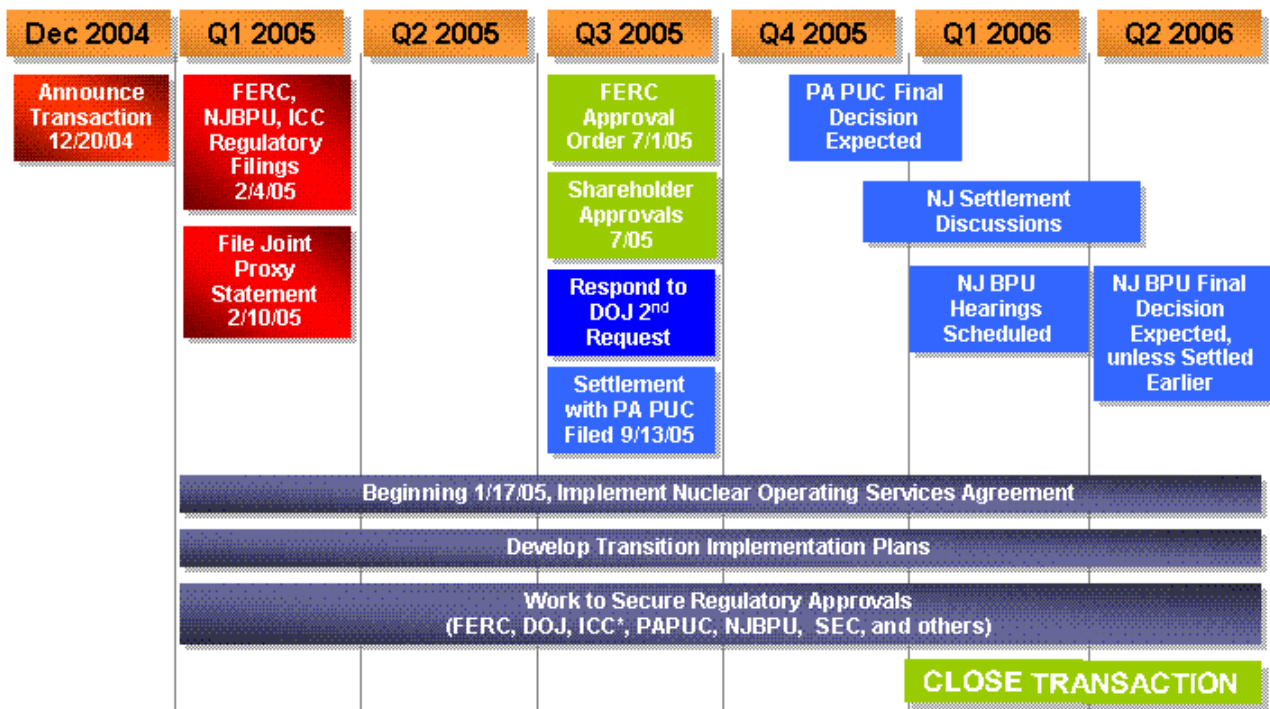 Dec 2004
Q1 2005
Q2 2005
Q3 2005
Q4 2005
Q1 2006
Q2 2006
Announce
Transaction
12/20/04
FERC,
NJBPU, ICC
Regulatory
Filings
2/4/05
File Joint
Proxy
Statement
2/10/05
FERC
Approval
Order 7/1/05
Shareholder
Approvals
7/05
Respond to
DOJ 2nd
Request
Settlement
with PA PUC
Filed 9/13/05
PA PUC Final
Decision
Expected
NJ Settlement
Discussions
NJ BPU
Hearings
Scheduled
NJ BPU Final
Decision
Expected,
unless Settled
Earlier
Beginning 1/17/05, Implement Nuclear Operating Services Agreement
Develop Transition Implementation Plans
Work to Secure Regulatory Approvals
(FERC, DOJ, ICC*, PAPUC, NJBPU, SEC, and others)
CLOSE TRANSACTION